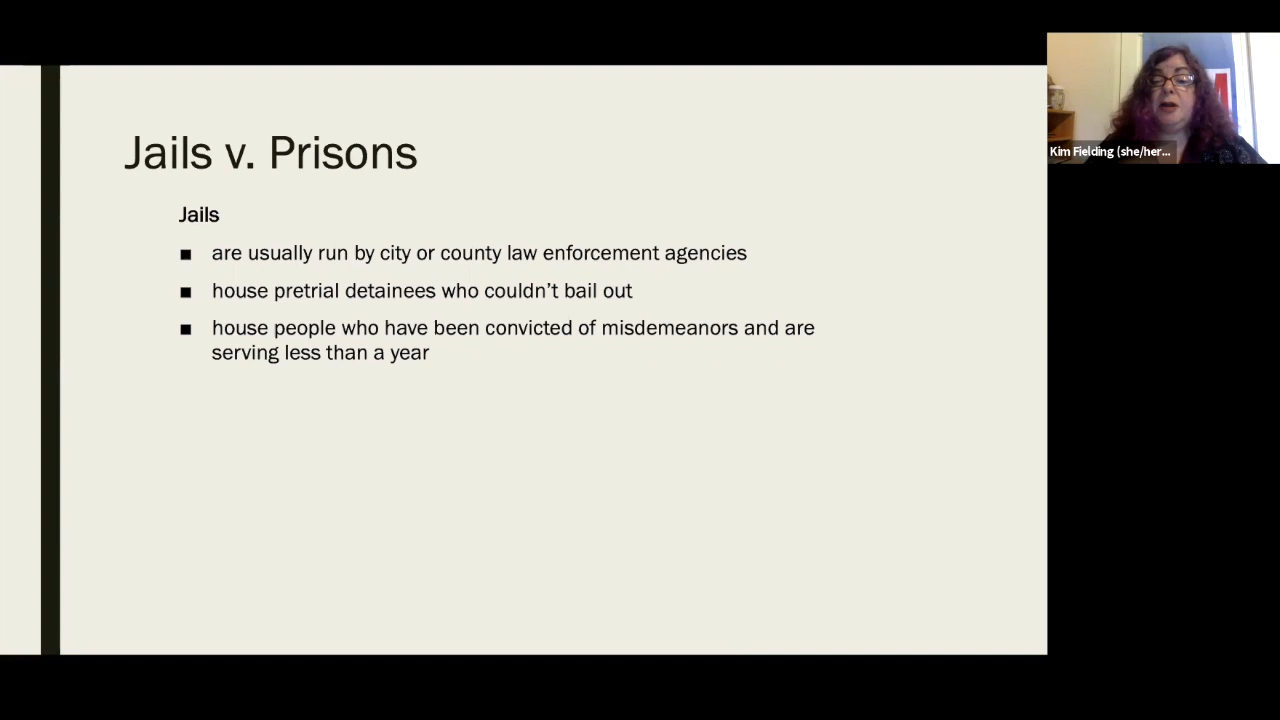 Jails v. Prisons
Jails
■ are usually run by city or county law enforcement agencies
■ house pretrial detainees who couldn’t bail out
■ house people who have been convicted of misdemeanors and are
serving less than a year
Kim Fielding (she/her...